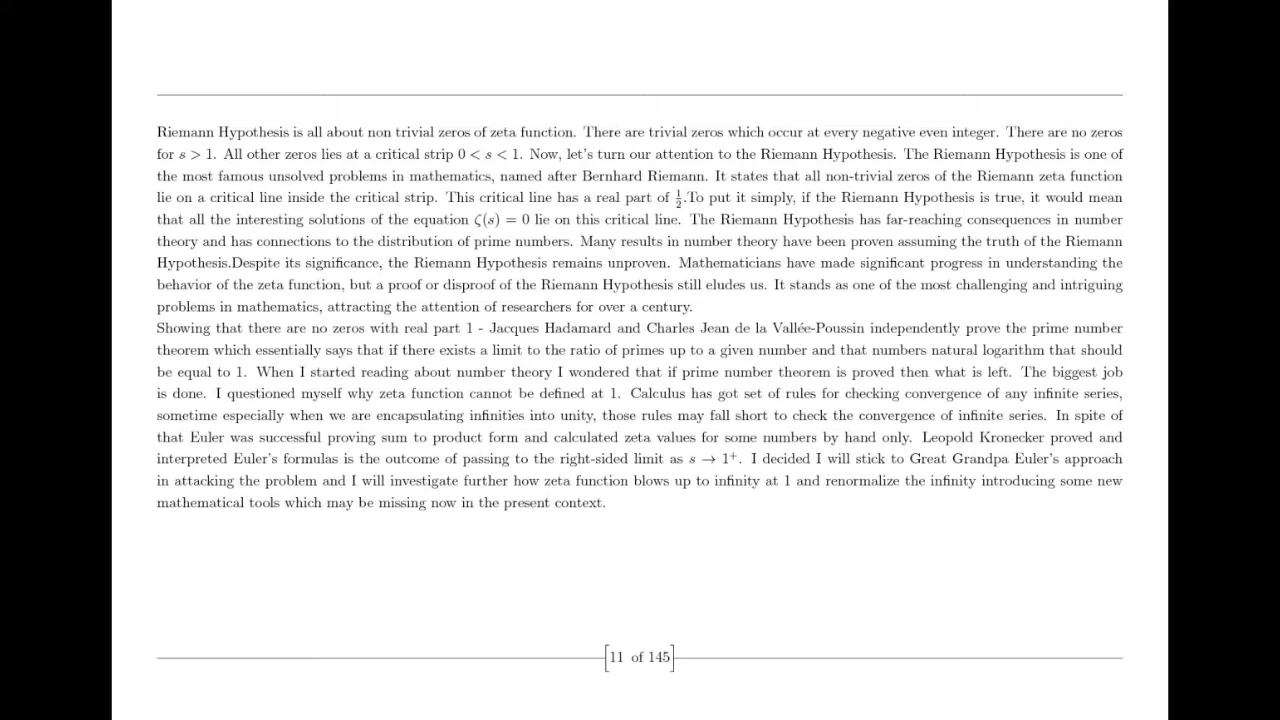 Riemann Hypothesis is all about non trivial zeros of zeta function. There are trivial zeros which occur at every negative even integer. There are no zeros
for s > 1. All other zeros lies at a critical strip 0 < s < 1. Now, let's turn our attention to the Riemann Hypothesis. The Riemann Hypothesis is one of
the most famous unsolved problems in mathematics, named after Bernhard Riemann. It states that all non-trivial zeros of the Riemann zeta function
lie on a critical line inside the critical strip. This critical line has a real part of 1/2.To put it simply, if the Riemann Hypothesis is true, it would mean
that all the interesting solutions of the equation ζ(s) = 0 lie on this critical line. The Riemann Hypothesis has far-reaching consequences in number
theory and has connections to the distribution of prime numbers. Many results in number theory have been proven assuming the truth of the Riemann
Hypothesis.Despite its significance, the Riemann Hypothesis remains unproven. Mathematicians have made significant progress in understanding the
behavior of the zeta function, but a proof or disproof of the Riemann Hypothesis still eludes us. It stands as one of the most challenging and intriguing
problems in mathematics, attracting the attention of researchers for over a century.
Showing that there are no zeros with real part 1 - Jacques Hadamard and Charles Jean de la Vallée-Poussin independently prove the prime number
theorem which essentially says that if there exists a limit to the ratio of primes up to a given number and that numbers natural logarithm that should
be equal to 1. When I started reading about number theory I wondered that if prime number theorem is proved then what is left. The biggest job
is done. I questioned myself why zeta function cannot be defined at 1. Calculus has got set of rules for checking convergence of any infinite series,
sometime especially when we are encapsulating infinities into unity, those rules may fall short to check the convergence of infinite series. In spite of
that Euler was successful proving sum to product form and calculated zeta values for some numbers by hand only. Leopold Kronecker proved and
interpreted Euler's formulas is the outcome of passing to the right-sided limit as s → 1⁺. I decided I will stick to Great Grandpa Euler's approach
in attacking the problem and I will investigate further how zeta function blows up to infinity at 1 and renormalize the infinity introducing some new
mathematical tools which may be missing now in the present context.
[11 of 145]